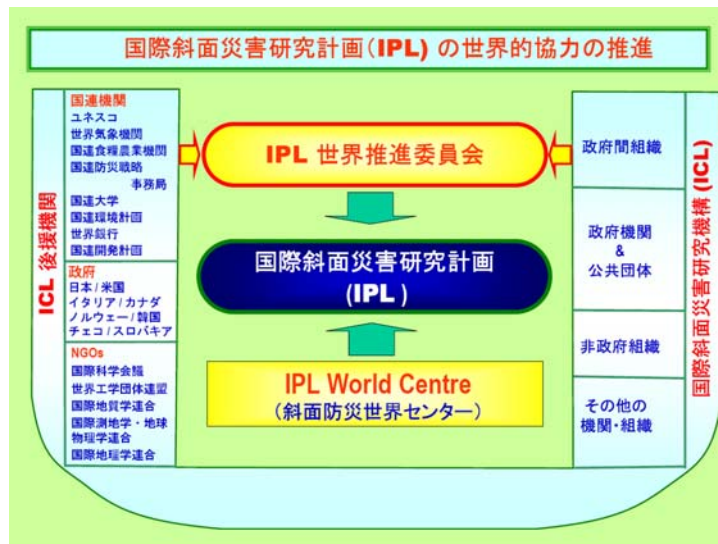 国際斜面災害研究計画(IPL) の世界的協力の推進
ICL 後援機関
国連機関
ユネスコ
世界気象機関
国連食糧農業機関
国連防災戦略
事務局
国連大学
国連環境計画
世界銀行
国連開発計画
政府
日本 / 米国
イタリア / カナダ
ノルウェー / 韓国
チェコ / スロバキア
NGOs
国際科学会議
世界工学団体連盟
国際地質学連合
国際測地学・地球
物理学連合
国際地理学連合
IPL 世界推進委員会
国際斜面災害研究計画
(IPL )
IPL World Centre
(斜面防災世界センター)
政府間組織
政府機関
&
公共団体
非政府組織
その他の
機関・組織
国際斜面災害研究機構 (ICL)